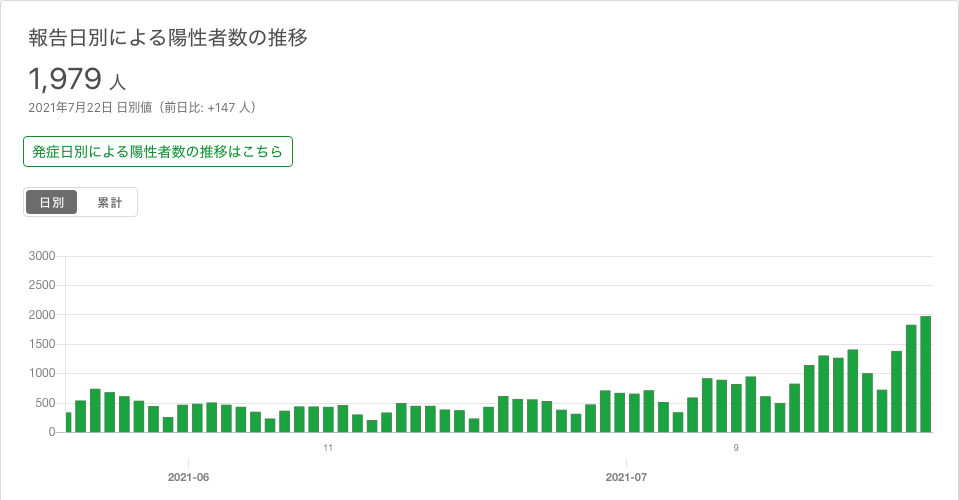 報告日別による陽性者数の推移
1,979 人
2021年7月22日 日別値（前日比: +147 人）
発症日別による陽性者数の推移はこちら
日別 累計
3000
2500
2000
1500
1000
500
0
11 9
2021-06 2021-07